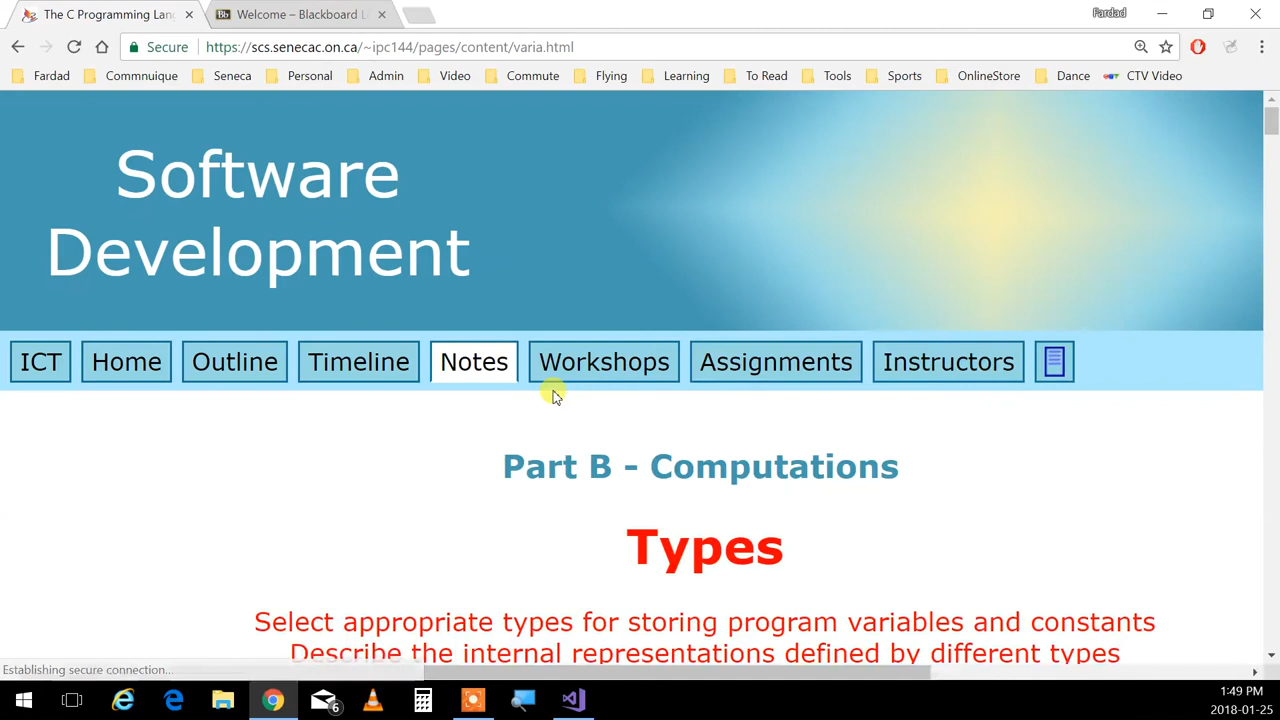 The C Programming Lan
Welcome – Blackboard L
Fardad
Secure
https://scs.senecac.on.ca/~ipc144/pages/content/varia.html
Fardad
Commnuique
Seneca
Personal
Admin
Video
Commute
Flying
Learning
To Read
Tools
Sports
OnlineStore
Dance
CTV Video
Software
Development
ICT
Home
Outline
Timeline
Notes
Workshops
Assignments
Instructors
Part B - Computations
Types
Select appropriate types for storing program variables and constants
Describe the internal representations defined by different types
Establishing secure connection...
6
1:49 PM
2018-01-25